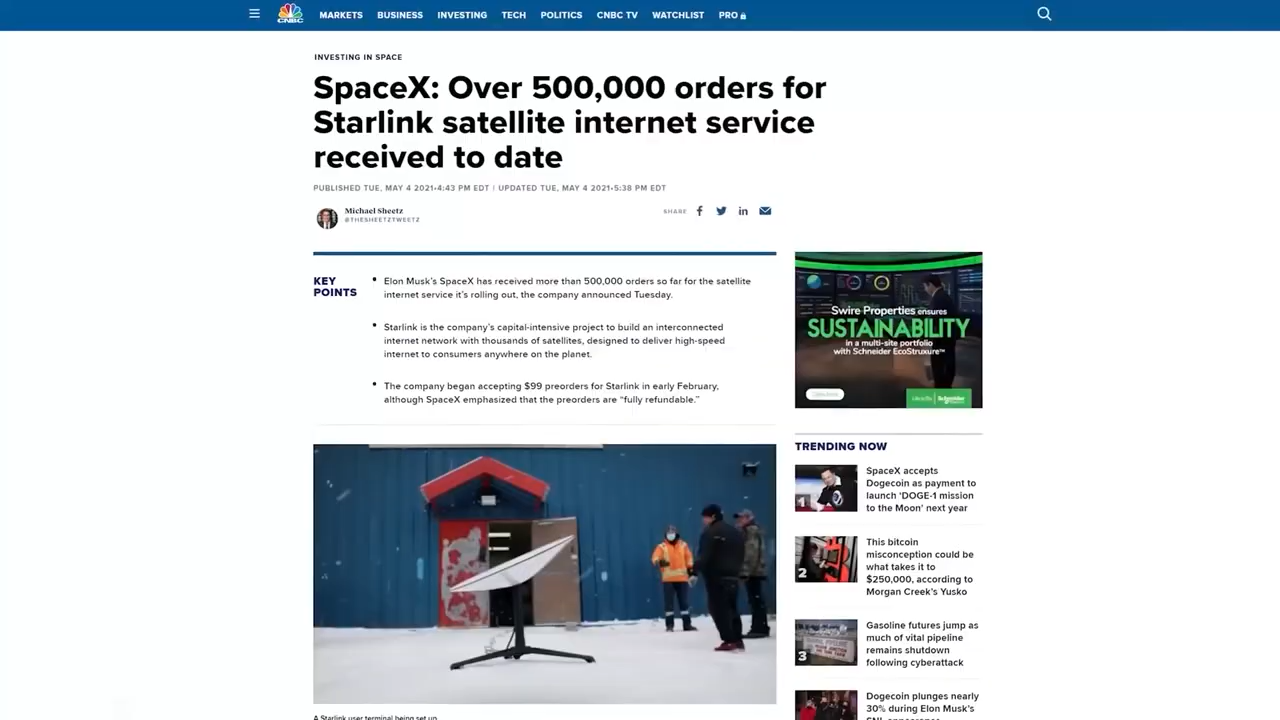 CNBC
MARKETS BUSINESS INVESTING TECH POLITICS CNBC TV WATCHLIST PRO
INVESTING IN SPACE
SpaceX: Over 500,000 orders for
Starlink satellite internet service
received to date
PUBLISHED TUE, MAY 4 2021•4:43 PM EDT | UPDATED TUE, MAY 4 2021•5:38 PM EDT
Michael Sheetz
@THESHEETZTWEETZ
SHARE
KEY
POINTS
• Elon Musk's SpaceX has received more than 500,000 orders so far for the satellite
internet service it's rolling out, the company announced Tuesday.
• Starlink is the company's capital-intensive project to build an interconnected
internet network with thousands of satellites, designed to deliver high-speed
internet to consumers anywhere on the planet.
• The company began accepting $99 preorders for Starlink in early February,
although SpaceX emphasized that the preorders are “fully refundable.”
A Starlink user terminal being set up
Swire Properties ensures
SUSTAINABILITY
in a multi-site portfolio
with Schneider EcoStruxure™
Life Is On | Schneider
TRENDING NOW
1
SpaceX accepts
Dogecoin as payment to
launch ‘DOGE-1 mission
to the Moon’ next year
2
This bitcoin
misconception could be
what takes it to
$250,000, according to
Morgan Creek's Yusko
3
Gasoline futures jump as
much of vital pipeline
remains shutdown
following cyberattack
Dogecoin plunges nearly
30% during Elon Musk's
SNL appearance